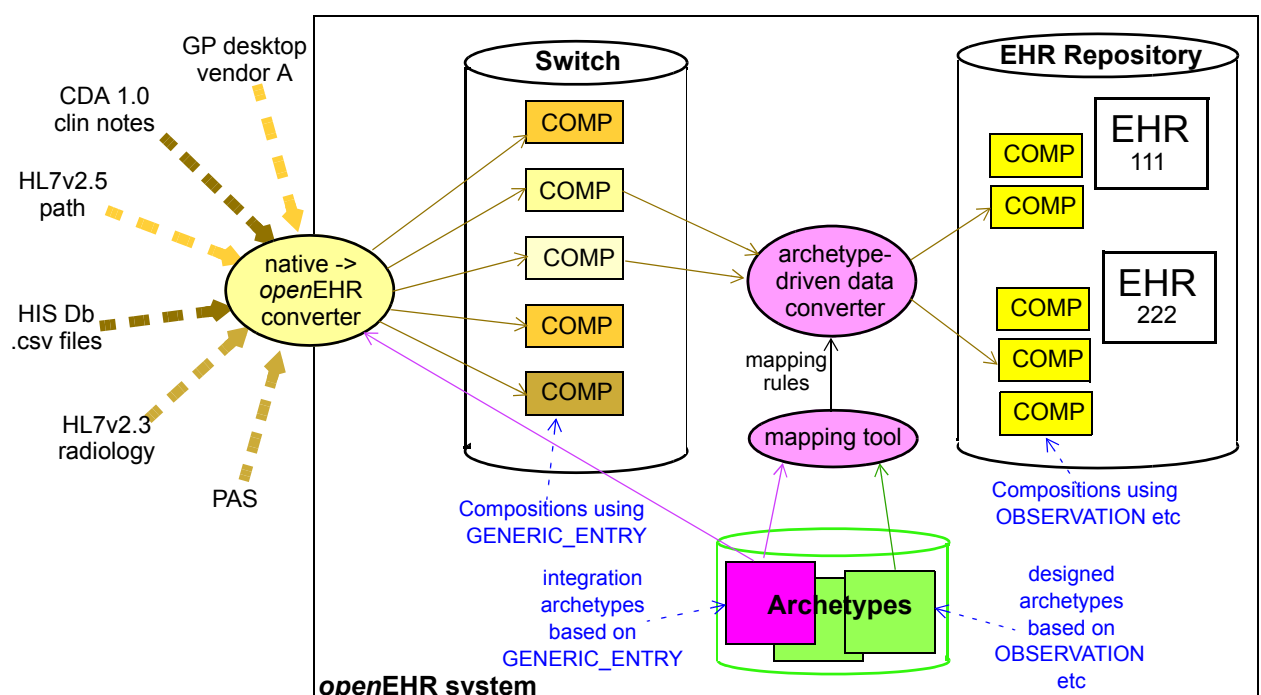 GP desktop
vendor A
CDA 1.0
clin notes
HL7v2.5
path
HIS Db
.csv files
HL7v2.3
radiology
PAS
native ->
openEHR
converter
Switch
COMP
COMP
COMP
COMP
COMP
Compositions using
GENERIC_ENTRY
archetype-
driven data
converter
mapping
rules
mapping tool
EHR Repository
COMP
COMP
EHR
111
COMP
COMP
COMP
EHR
222
Compositions using
OBSERVATION etc
integration
archetypes
based on
GENERIC_ENTRY
Archetypes
designed
archetypes
based on
OBSERVATION
etc
openEHR system